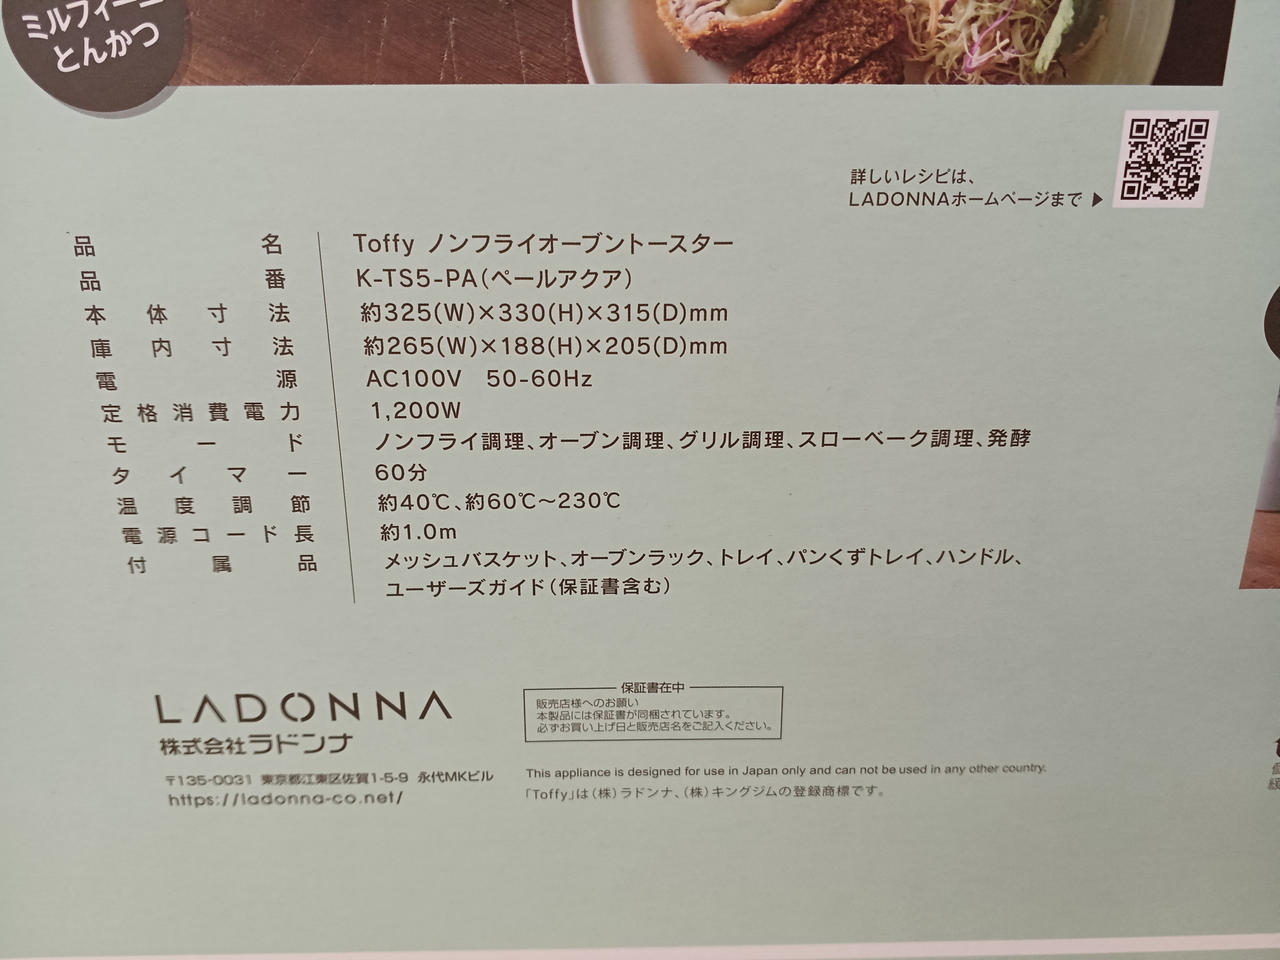 ミルフィーユ
とんかつ
詳しいレシピは、
LADONNAホームページまで ▶
品名 Toffy ノンフライオーブントースター
品番 K-TS5-PA(ペールアクア)
本体寸法 約325(W)×330(H)×315(D)mm
庫内寸法 約265(W)×188(H)×205(D)mm
電源 AC100V 50-60Hz
定格消費電力 1,200W
モード ノンフライ調理、オーブン調理、グリル調理、スローベーク調理、発酵
タイマー 60分
温度調節 約40℃、約60℃～230℃
電源コード長 約1.0m
付属品 メッシュバスケット、オーブンラック、トレイ、パンくずトレイ、ハンドル、
ユーザーズガイド(保証書含む)
LADONNA
株式会社ラドンナ
〒135-0031 東京都江東区佐賀1-5-9 永代MKビル
https://ladonna-co.net/
保証書在中
販売店様へのお願い
本製品には保証書が同梱されています。
必ずお買い上げ日と販売店名をご記入ください。
This appliance is designed for use in Japan only and can not be used in any other country.
「Toffy」は(株)ラドンナ、(株)キングジムの登録商標です。